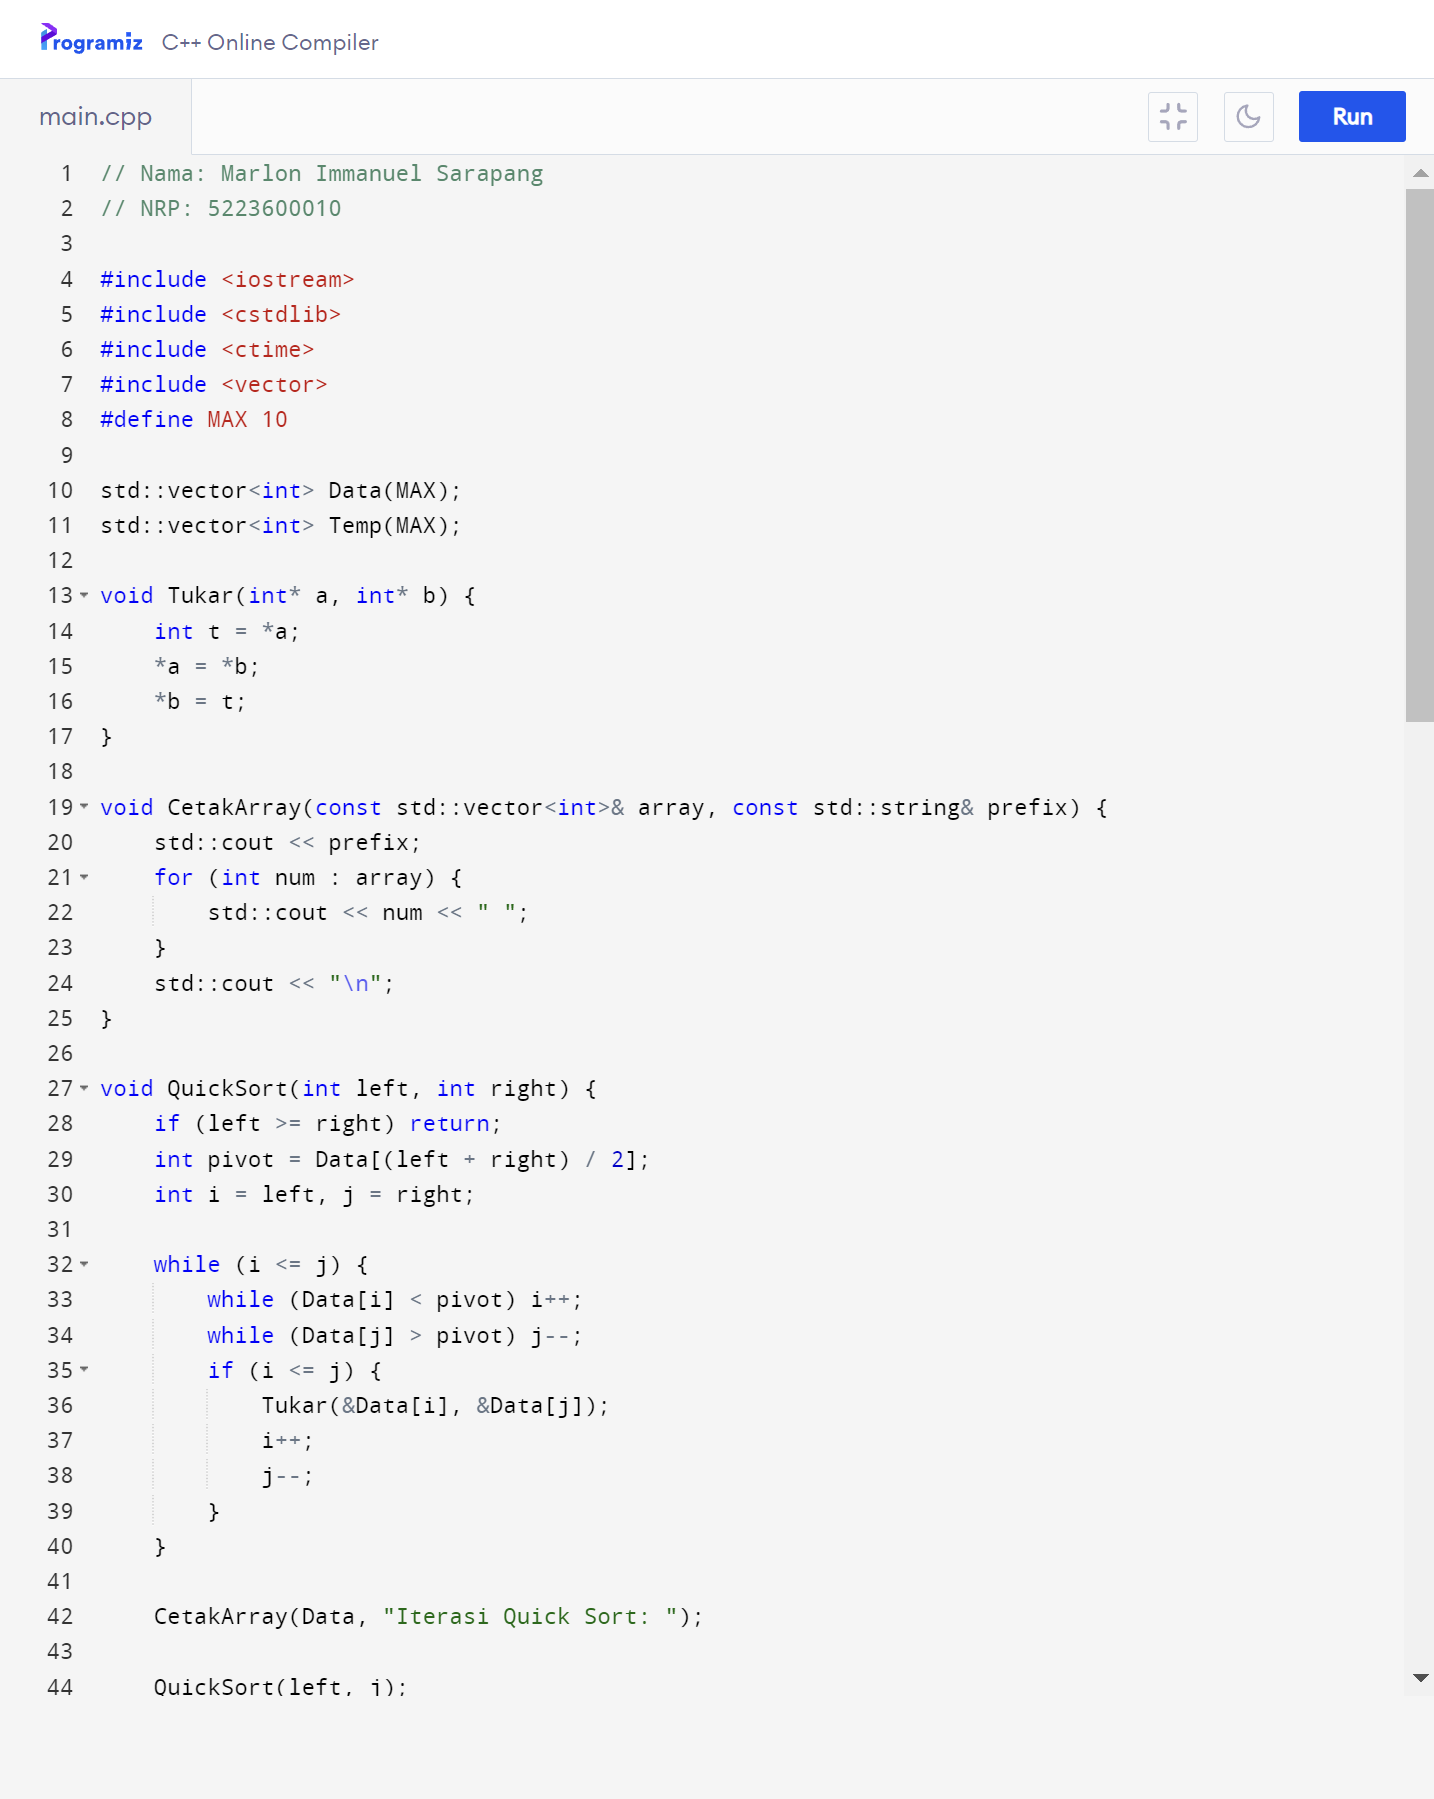 Programiz C++ Online Compiler
main.cpp Run
1 // Nama: Marlon Immanuel Sarapang
2 // NRP: 5223600010
3
4 #include <iostream>
5 #include <cstdlib>
6 #include <ctime>
7 #include <vector>
8 #define MAX 10
9
10 std::vector<int> Data(MAX);
11 std::vector<int> Temp(MAX);
12
13 void Tukar(int* a, int* b) {
14     int t = *a;
15     *a = *b;
16     *b = t;
17 }
18
19 void CetakArray(const std::vector<int>& array, const std::string& prefix) {
20     std::cout << prefix;
21     for (int num : array) {
22         std::cout << num << " ";
23     }
24     std::cout << "\n";
25 }
26
27 void QuickSort(int left, int right) {
28     if (left >= right) return;
29     int pivot = Data[(left + right) / 2];
30     int i = left, j = right;
31
32     while (i <= j) {
33         while (Data[i] < pivot) i++;
34         while (Data[j] > pivot) j--;
35         if (i <= j) {
36             Tukar(&Data[i], &Data[j]);
37             i++;
38             j--;
39         }
40     }
41
42     CetakArray(Data, "Iterasi Quick Sort: ");
43
44     QuickSort(left, j);